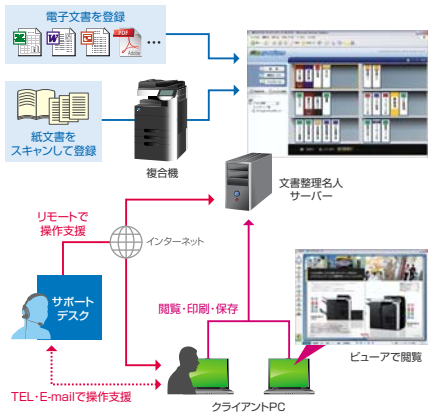 電子文書を登録
PDF
Adobe
...
紙文書を
スキャンして登録
複合機
文書整理名人
サーバー
リモートで
操作支援
インターネット
サポート
デスク
閲覧・印刷・保存
ビューアで閲覧
TEL・E-mailで操作支援
クライアントPC